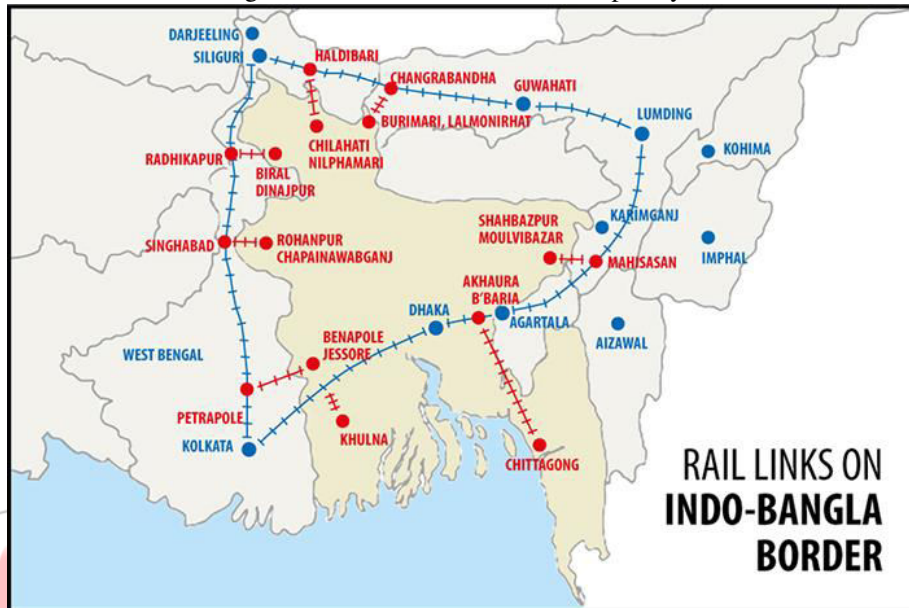 DARJEELING
SILIGURI
HALDIBARI
CHANGRABANDHA
GUWAHATI
BURIMARI, LALMONIRHAT
LUMDING
CHILAHATI
NILPHAMARI
KOHIMA
RADHIKAPUR
BIRAL
DINAJPUR
SHAHBAZPUR
MOULVIBAZAR
KARIMGANJ
SINGHABAD
ROHANPUR
CHAPAINAWABGANJ
MAHISASAN
IMPHAL
AKHAURA
B'BARIA
DHAKA
AGARTALA
BENAPOLE
JESSORE
AIZAWAL
WEST BENGAL
PETRAPOLE
KHULNA
KOLKATA
CHITTAGONG
RAIL LINKS ON
INDO-BANGLA
BORDER